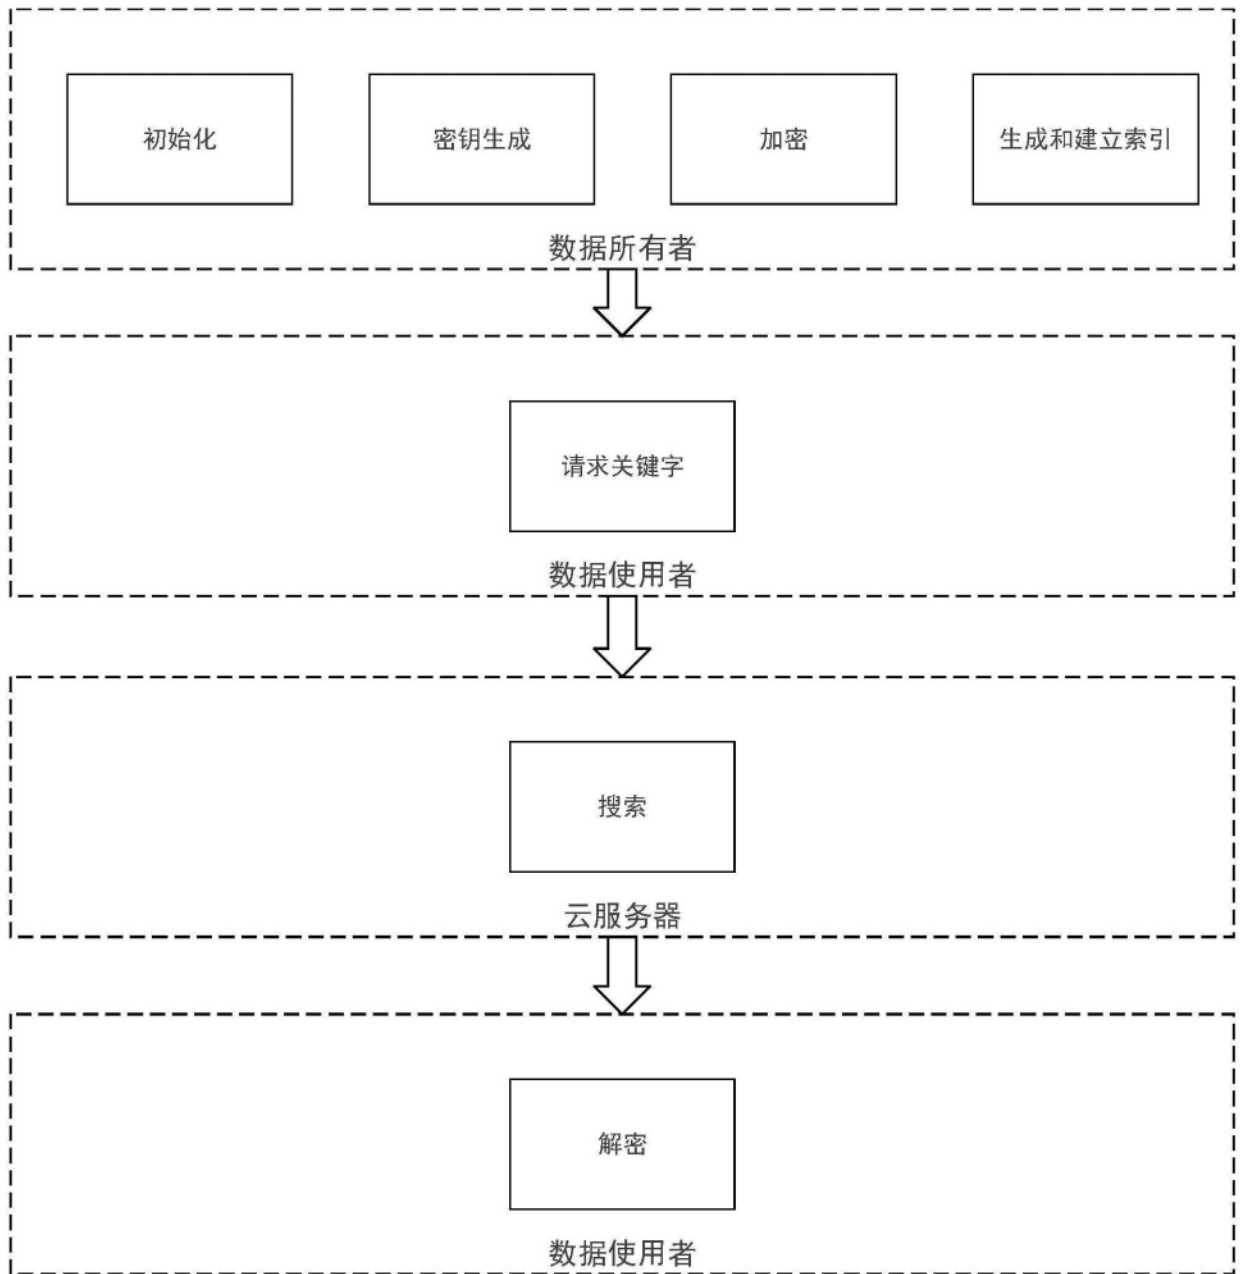 初始化
密钥生成
加密
生成和建立索引
数据所有者
请求关键字
数据使用者
搜索
云服务器
解密
数据使用者